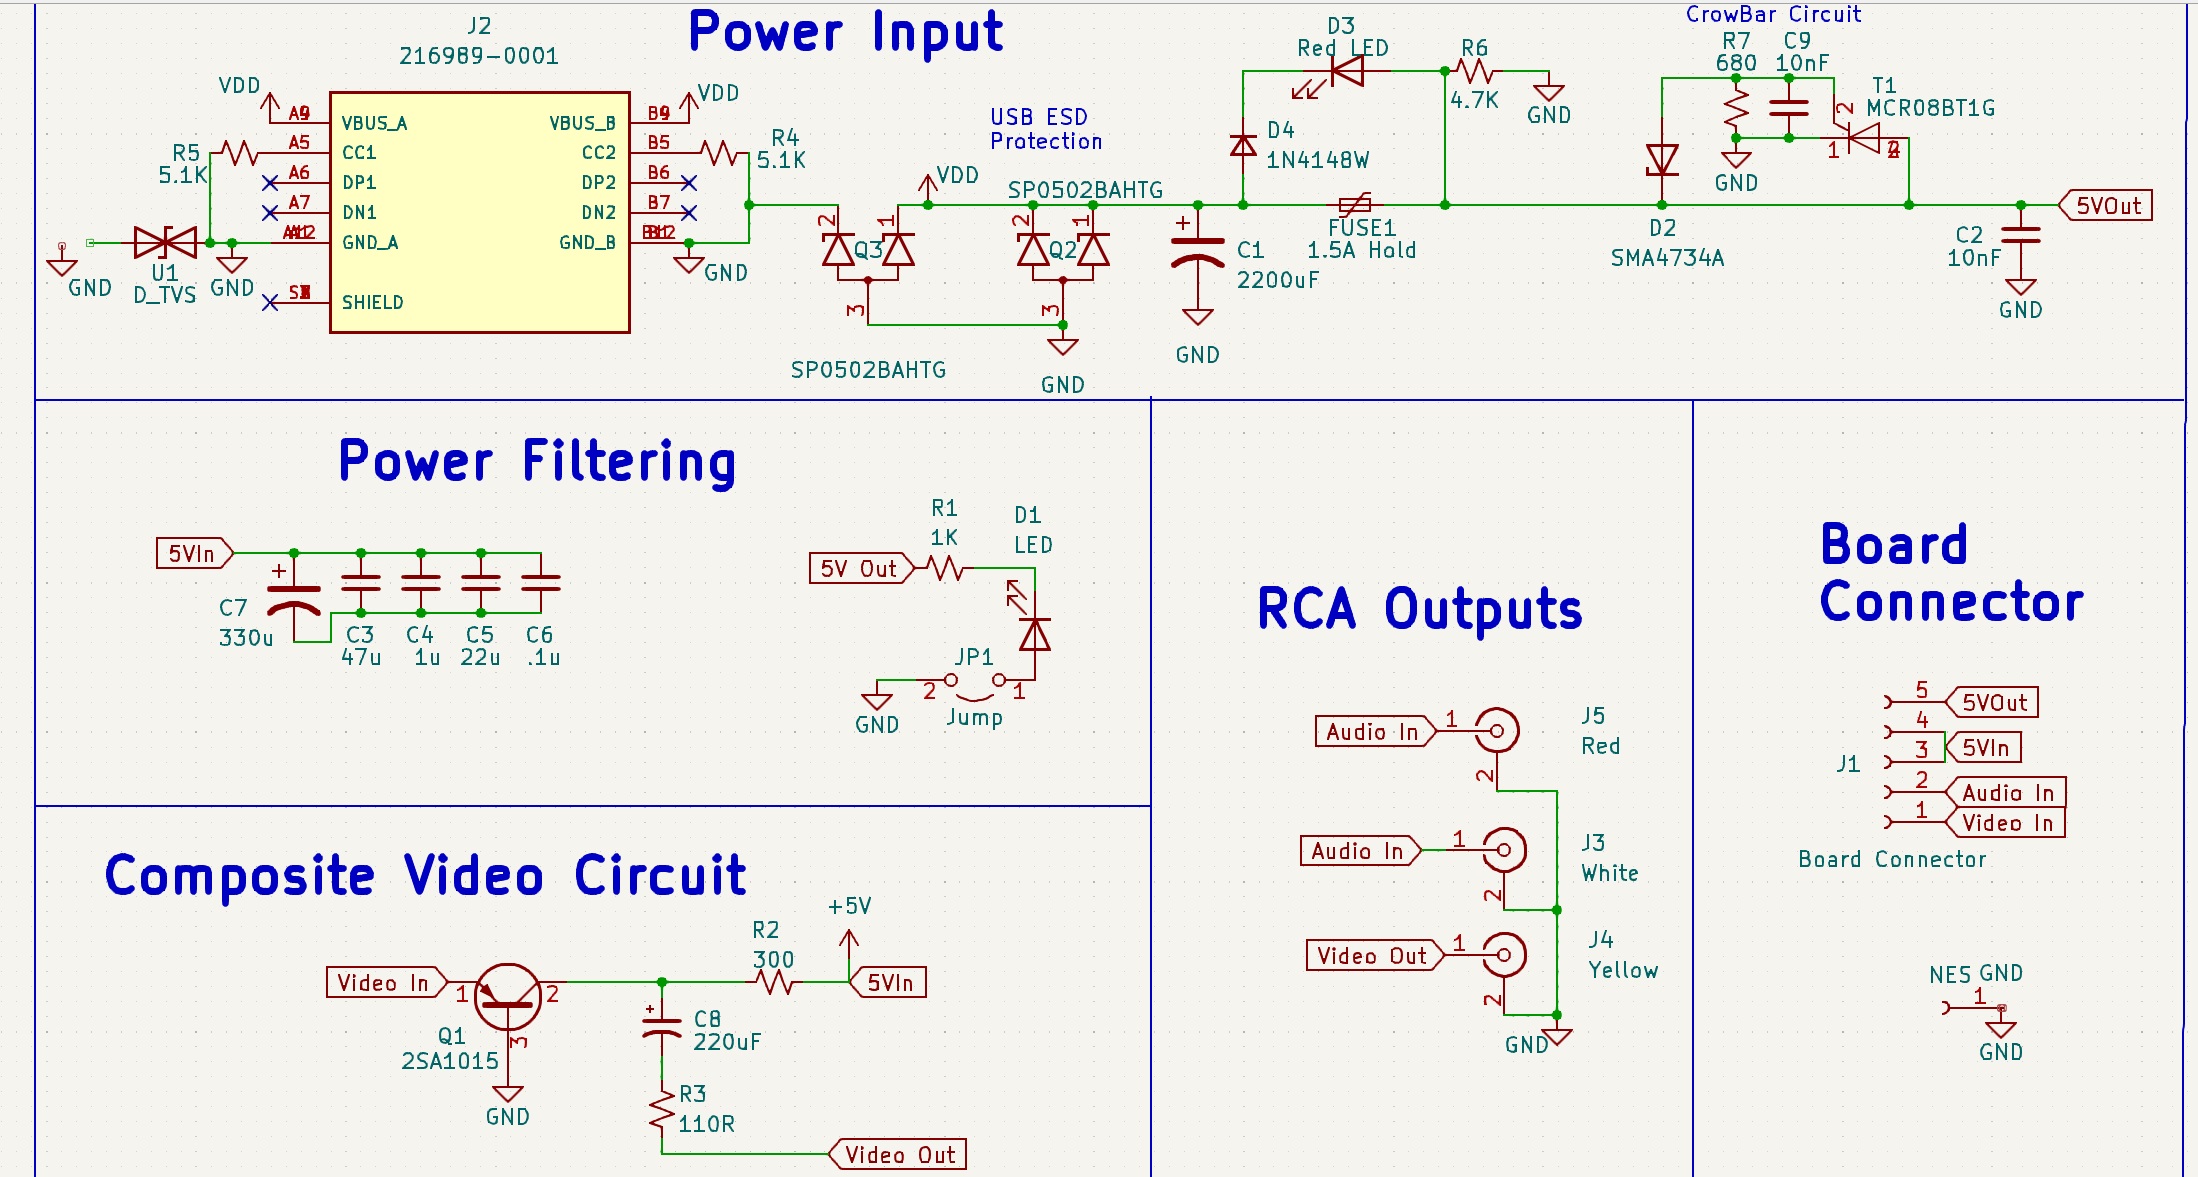 Power Input
J2
216989-0001
VDD
VBUS_A
VBUS_B
B9
VDD
R5
5.1K
A5
CC1
CC2
B5
R4
5.1K
A6
DP1
DP2
B6
A7
DN1
DN2
B7
GND_A
GND_B
GND
U1
D_TVS
GND
GND
SHIELD
USB ESD
Protection
VDD
SP0502BAHTG
2
1
Q3
3
SP0502BAHTG
2
1
Q2
3
GND
+
C1
2200uF
GND
D3
Red LED
R6
4.7K
GND
D4
1N4148W
FUSE1
1.5A Hold
CrowBar Circuit
R7
680
C9
10nF
T1
MCR08BT1G
2
1
GND
D2
SMA4734A
5VOut
C2
10nF
GND
Power Filtering
5VIn
+
C7
330u
C3
47u
C4
1u
C5
22u
C6
.1u
R1
1K
D1
LED
5V Out
JP1
2
1
Jump
GND
Composite Video Circuit
+5V
R2
300
Video In
1
2
5VIn
Q1
2SA1015
3
GND
+
C8
220uF
R3
110R
Video Out
RCA Outputs
Audio In
1
J5
Red
2
Audio In
1
J3
White
2
Video Out
1
J4
Yellow
2
GND
Board
Connector
5
5VOut
4
3
5VIn
J1
2
Audio In
1
Video In
Board Connector
NES GND
1
GND